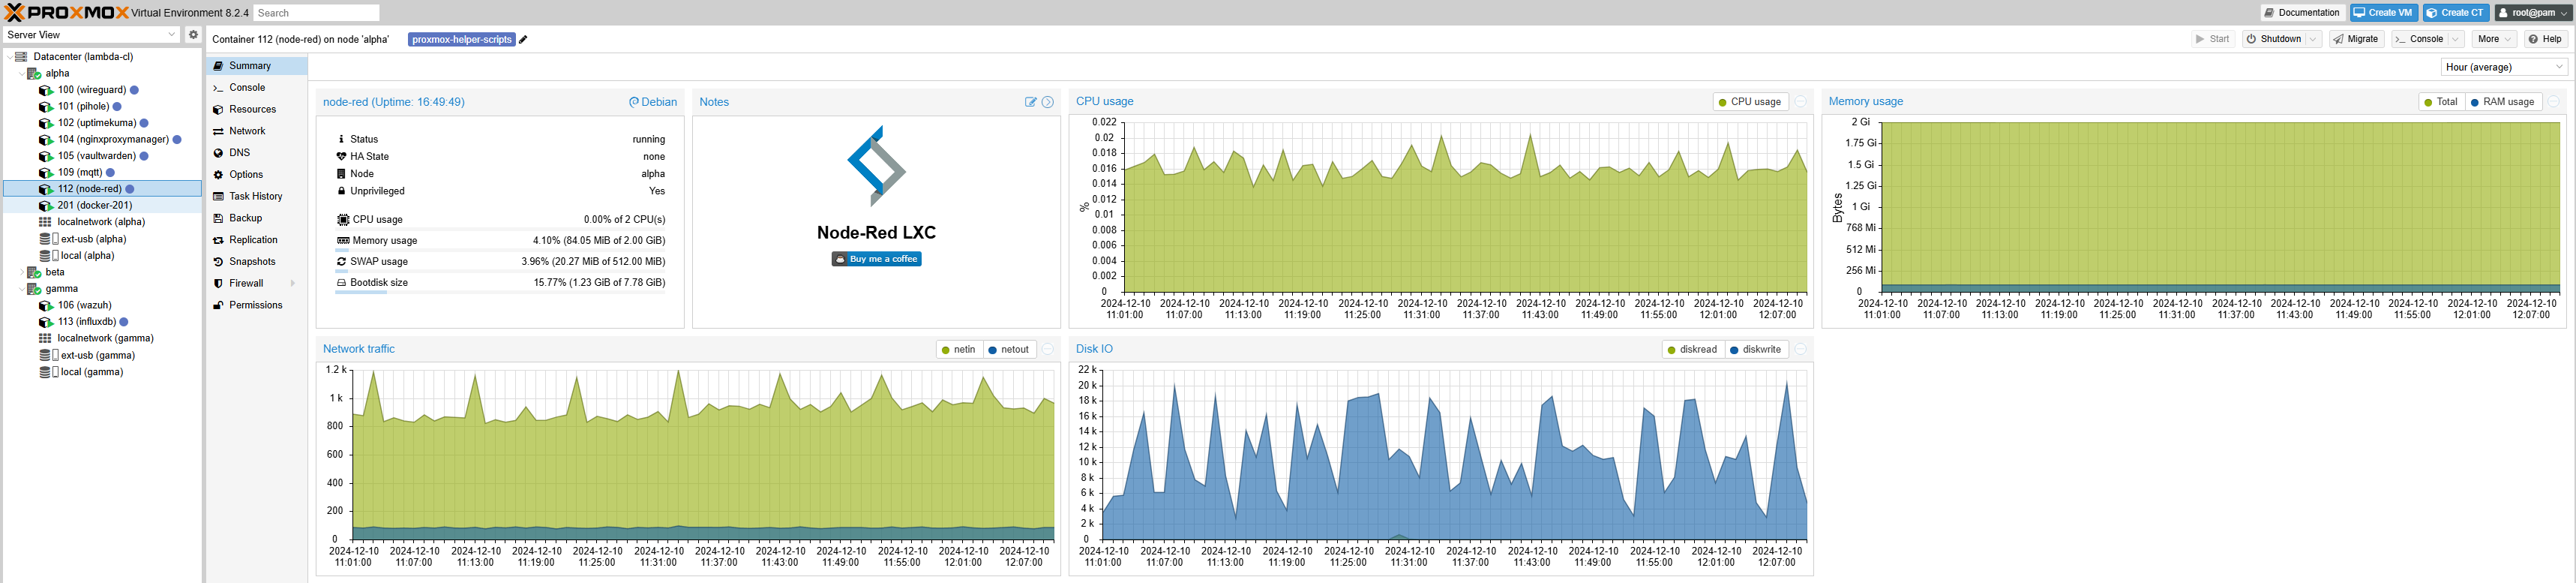 PROXMOX Virtual Environment 8.2.4 Search Documentation Create VM Create CT root@pam
Server View
Container 112 (node-red) on node 'alpha' proxmox-helper-scripts Start Shutdown Migrate Console More Help
Datacenter (lambda-cl)
alpha
100 (wireguard)
101 (pihole)
102 (uptimekuma)
104 (nginxproxymanager)
105 (vaultwarden)
109 (mqtt)
112 (node-red)
201 (docker-201)
localnetwork (alpha)
ext-usb (alpha)
local (alpha)
beta
gamma
106 (wazuh)
113 (influxdb)
localnetwork (gamma)
ext-usb (gamma)
local (gamma)
Summary
Console
Resources
Network
DNS
Options
Task History
Backup
Replication
Snapshots
Firewall
Permissions
Hour (average)
node-red (Uptime: 16:49:49) Debian
Status running
HA State none
Node alpha
Unprivileged Yes
CPU usage 0.00% of 2 CPU(s)
Memory usage 4.10% (84.05 MiB of 2.00 GiB)
SWAP usage 3.96% (20.27 MiB of 512.00 MiB)
Bootdisk size 15.77% (1.23 GiB of 7.78 GiB)
Notes
Node-Red LXC
Buy me a coffee
CPU usage CPU usage
0.022
0.02
0.018
0.016
0.014
0.012
%
0.01
0.008
0.006
0.004
0.002
0
2024-12-10 2024-12-10 2024-12-10 2024-12-10 2024-12-10 2024-12-10 2024-12-10 2024-12-10 2024-12-10 2024-12-10 2024-12-10 2024-12-10
11:01:00 11:07:00 11:13:00 11:19:00 11:25:00 11:31:00 11:37:00 11:43:00 11:49:00 11:55:00 12:01:00 12:07:00
Memory usage Total RAM usage
2 Gi
1.75 Gi
1.5 Gi
1.25 Gi
Bytes
1 Gi
768 Mi
512 Mi
256 Mi
0
2024-12-10 2024-12-10 2024-12-10 2024-12-10 2024-12-10 2024-12-10 2024-12-10 2024-12-10 2024-12-10 2024-12-10 2024-12-10 2024-12-10
11:01:00 11:07:00 11:13:00 11:19:00 11:25:00 11:31:00 11:37:00 11:43:00 11:49:00 11:55:00 12:01:00 12:07:00
Network traffic netin netout
1.2 k
1 k
800
600
400
200
0
2024-12-10 2024-12-10 2024-12-10 2024-12-10 2024-12-10 2024-12-10 2024-12-10 2024-12-10 2024-12-10 2024-12-10 2024-12-10 2024-12-10
11:01:00 11:07:00 11:13:00 11:19:00 11:25:00 11:31:00 11:37:00 11:43:00 11:49:00 11:55:00 12:01:00 12:07:00
Disk IO diskread diskwrite
22 k
20 k
18 k
16 k
14 k
12 k
10 k
8 k
6 k
4 k
2 k
0
2024-12-10 2024-12-10 2024-12-10 2024-12-10 2024-12-10 2024-12-10 2024-12-10 2024-12-10 2024-12-10 2024-12-10 2024-12-10 2024-12-10
11:01:00 11:07:00 11:13:00 11:19:00 11:25:00 11:31:00 11:37:00 11:43:00 11:49:00 11:55:00 12:01:00 12:07:00